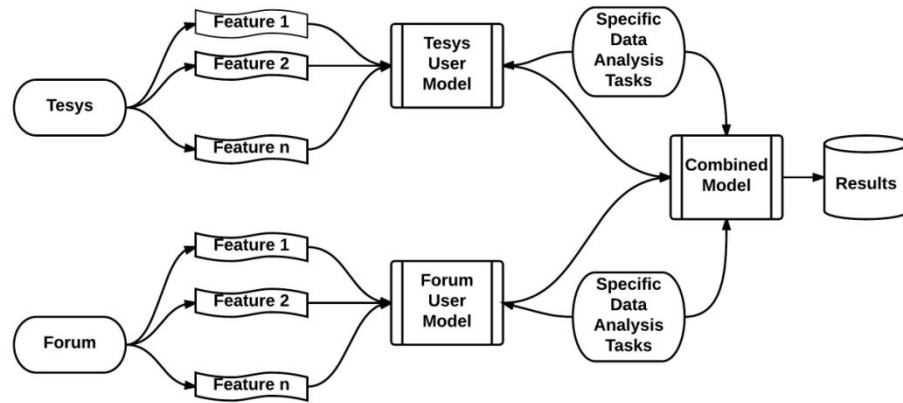 Tesys
Feature 1
Feature 2
Feature n
Tesys
User
Model
Specific
Data
Analysis
Tasks
Combined
Model
Results
Forum
Feature 1
Feature 2
Feature n
Forum
User
Model
Specific
Data
Analysis
Tasks